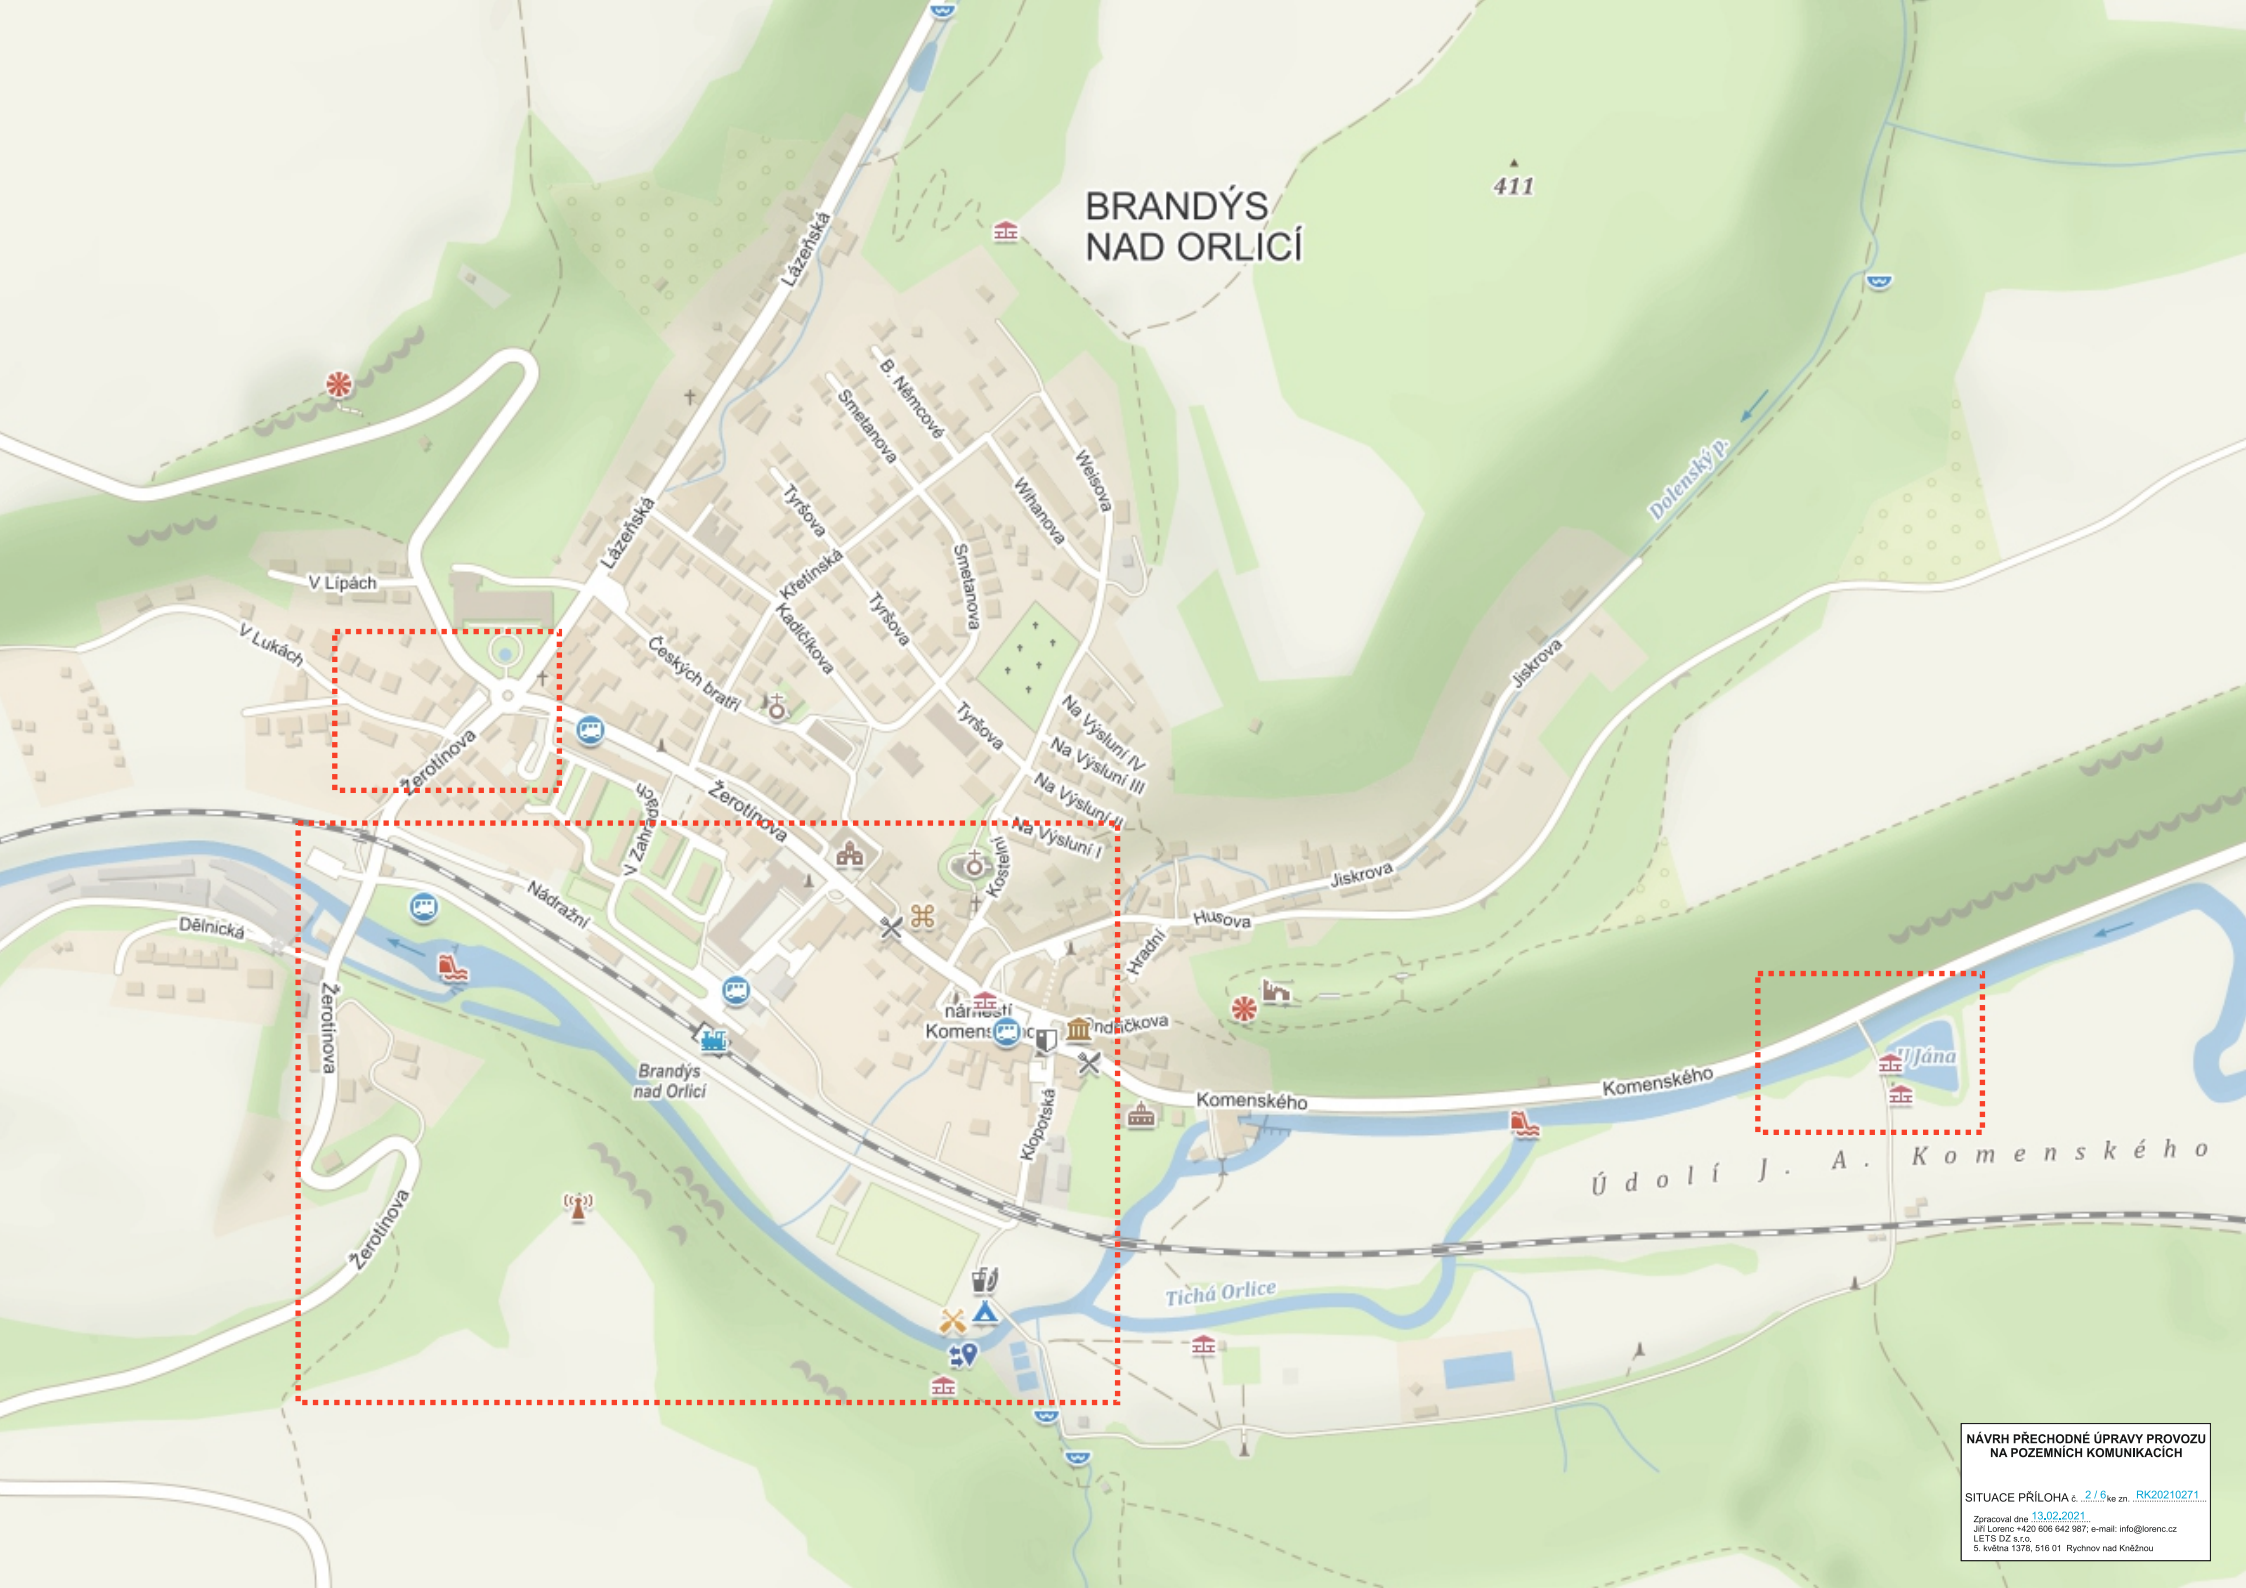 BRANDÝS
NAD ORLICÍ
411
Lázeňská
B. Němcové
Smetanova
Weisova
Dolenský p.
Tyršova
Wihanova
Lázeňská
Křetínská
Smetanova
V Lípách
Tyršova
Kadlčíkova
V Lukách
Českých bratří
Jiskrova
Na Výsluní IV
Tyršova
Na Výsluní III
Žerotínova
Na Výsluní II
V Zahradách
Žerotínova
Na Výsluní I
Kostelní
Jiskrova
Nádražní
Husova
Dělnická
Hradní
Žerotínova
náměstí
Ondříčkova
U Jána
Brandýs
nad Orlicí
Komenského
Komenského
Klopotská
Údolí J. A. Komenského
Žerotínova
Tichá Orlice
NÁVRH PŘECHODNÉ ÚPRAVY PROVOZU
NA POZEMNÍCH KOMUNIKACÍCH
SITUACE PŘÍLOHA č. 2 / 6 ke zn. RK20210271
Zpracoval dne 13.02.2021
Jiří Lorenc +420 606 642 987; e-mail: info@lorenc.cz
LETS DZ s.r.o.
5. května 1378, 516 01 Rychnov nad Kněžnou